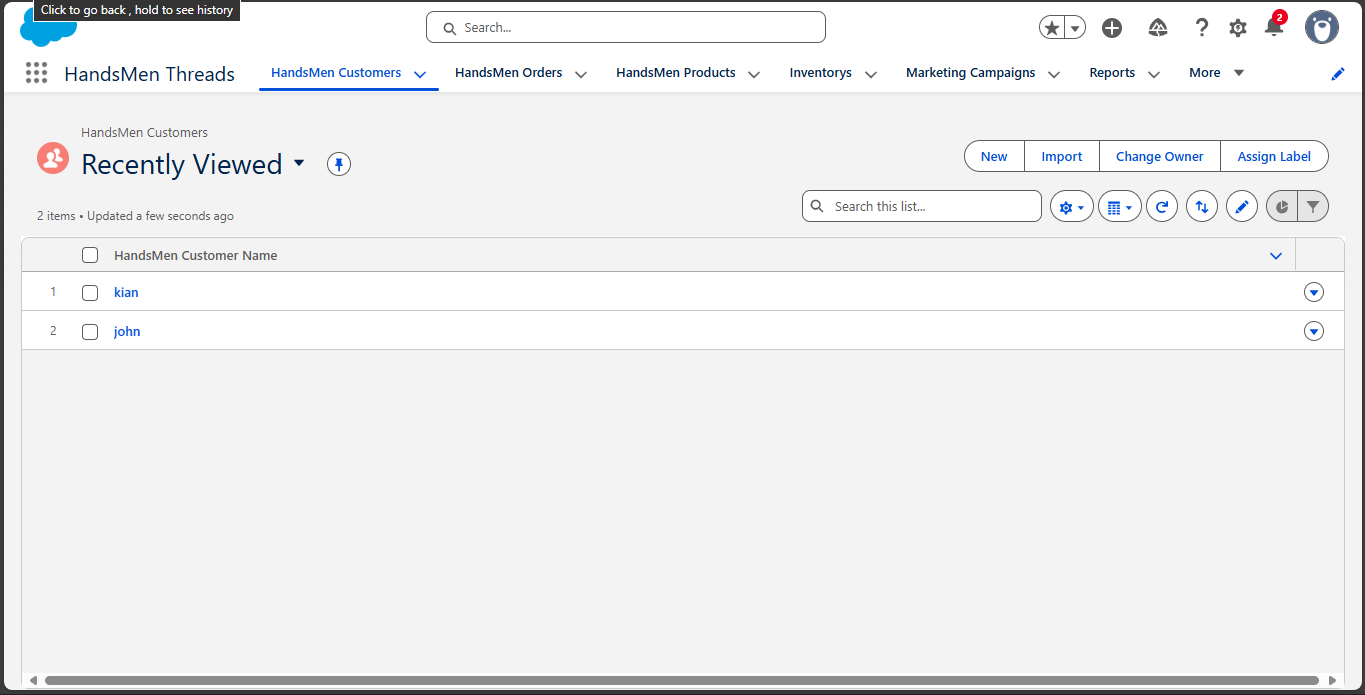 Click to go back , hold to see history
Search...
2
HandsMen Threads
HandsMen Customers
HandsMen Orders
HandsMen Products
Inventorys
Marketing Campaigns
Reports
More
HandsMen Customers
Recently Viewed
New
Import
Change Owner
Assign Label
2 items • Updated a few seconds ago
Search this list...
HandsMen Customer Name
1 kian
2 john